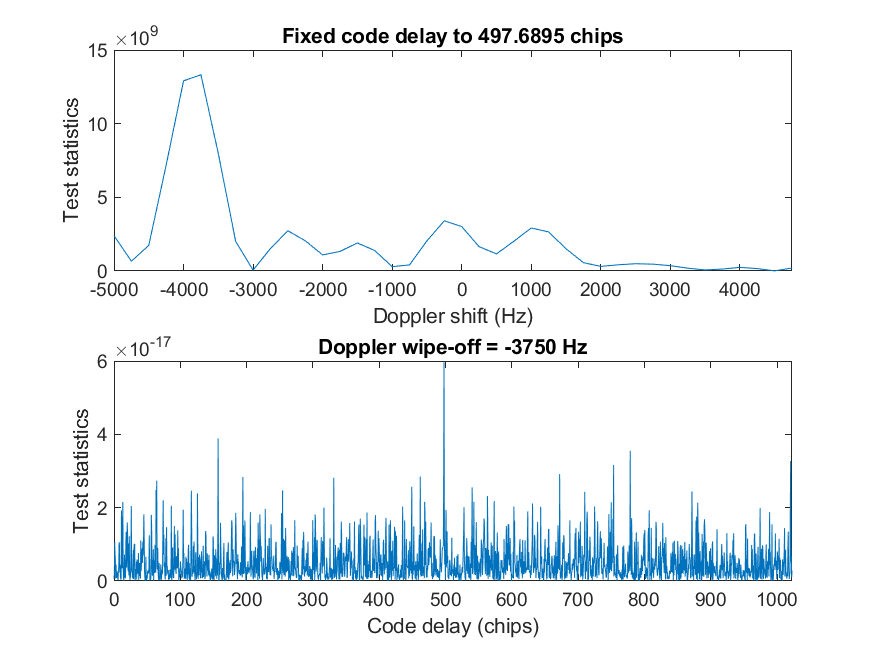 ×10^9
Fixed code delay to 497.6895 chips
15
10
5
0
Test statistics
-5000 -4000 -3000 -2000 -1000 0 1000 2000 3000 4000
Doppler shift (Hz)
×10^-17
Doppler wipe-off = -3750 Hz
6
4
2
0
Test statistics
0 100 200 300 400 500 600 700 800 900 1000
Code delay (chips)